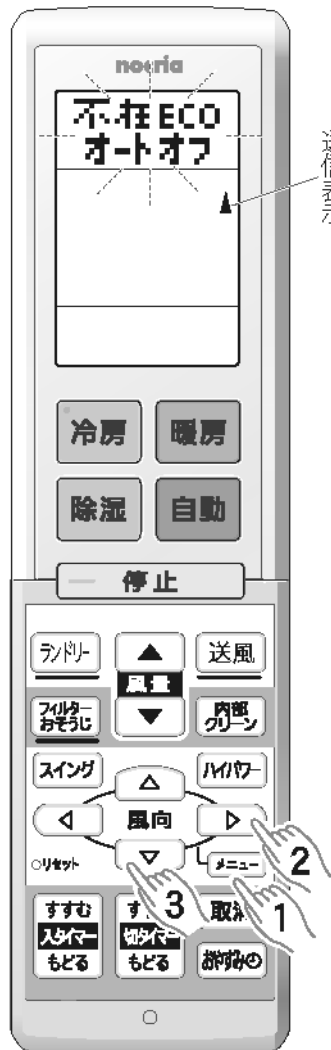 nocria
不在ECO
オートオフ
送信表示
冷房
暖房
除湿
自動
停止
ランドリー
風量
送風
フィルター
おそうじ
内部
クリーン
スイング
ハイパワー
風向
リセット
メニュー
2
3
1
すすむ
入タイマー
もどる
切タイマー
もどる
おやすみ